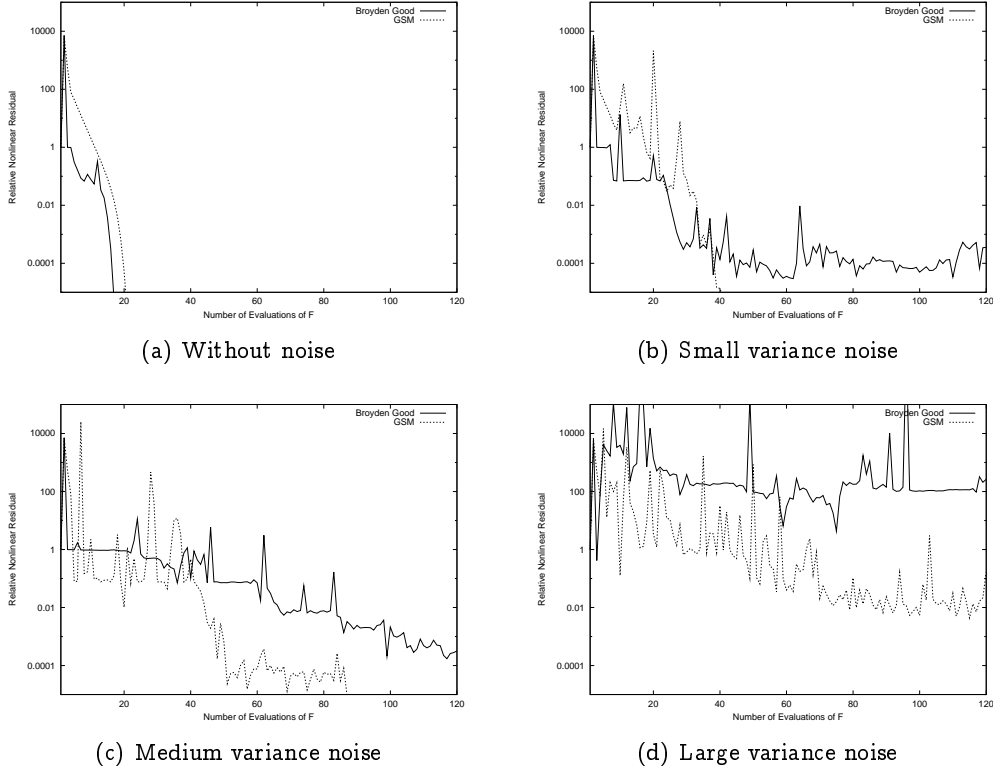 Broyden Good
GSM
10000
100
1
0.01
0.0001
20
40
60
80
100
120
Relative Nonlinear Residual
Number of Evaluations of F
(a) Without noise
Broyden Good
GSM
10000
100
1
0.01
0.0001
20
40
60
80
100
120
Relative Nonlinear Residual
Number of Evaluations of F
(b) Small variance noise
Broyden Good
GSM
10000
100
1
0.01
0.0001
20
40
60
80
100
120
Relative Nonlinear Residual
Number of Evaluations of F
(c) Medium variance noise
Broyden Good
GSM
10000
100
1
0.01
0.0001
20
40
60
80
100
120
Relative Nonlinear Residual
Number of Evaluations of F
(d) Large variance noise